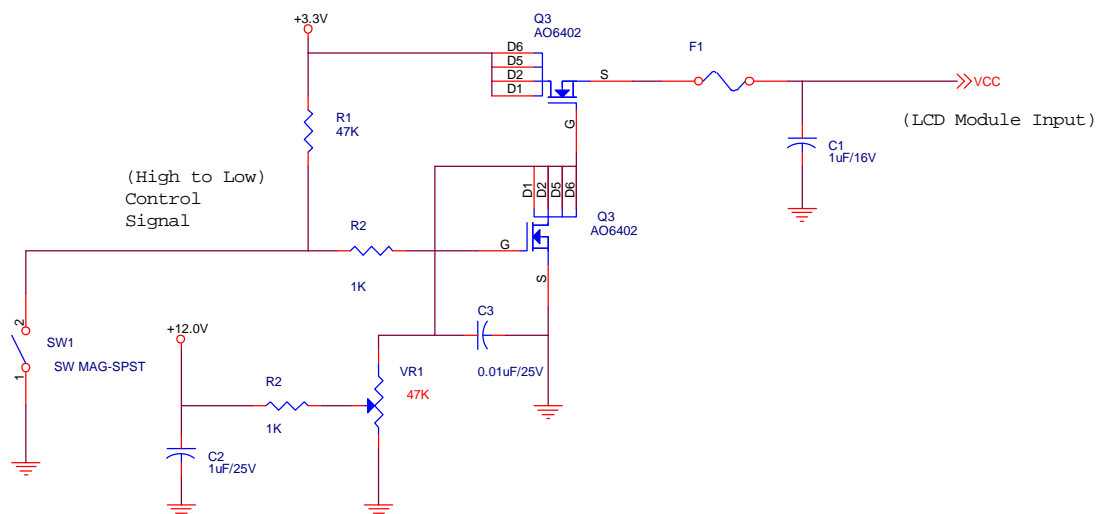 +3.3V
Q3
AO6402
D6
D5
D2
D1
S
G
F1
VCC
(LCD Module Input)
C1
1uF/16V
R1
47K
(High to Low)
Control
Signal
D1
D2
D5
D6
Q3
AO6402
R2
1K
G
S
2
1
SW1
SW MAG-SPST
+12.0V
C3
0.01uF/25V
R2
1K
VR1
47K
C2
1uF/25V